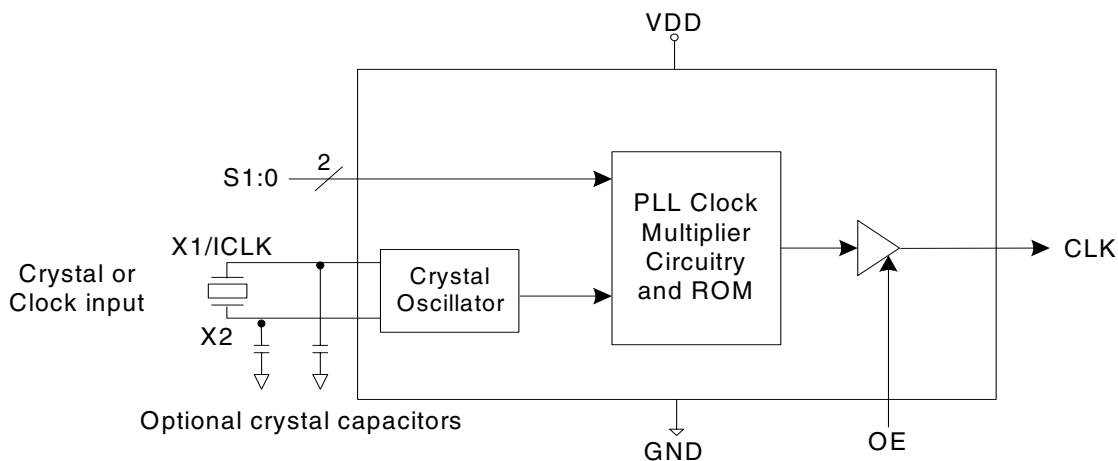 VDD
2
S1:0
PLL Clock
Multiplier
Circuitry
and ROM
X1/ICLK
CLK
Crystal or
Clock input
Crystal
Oscillator
X2
Optional crystal capacitors
GND
OE